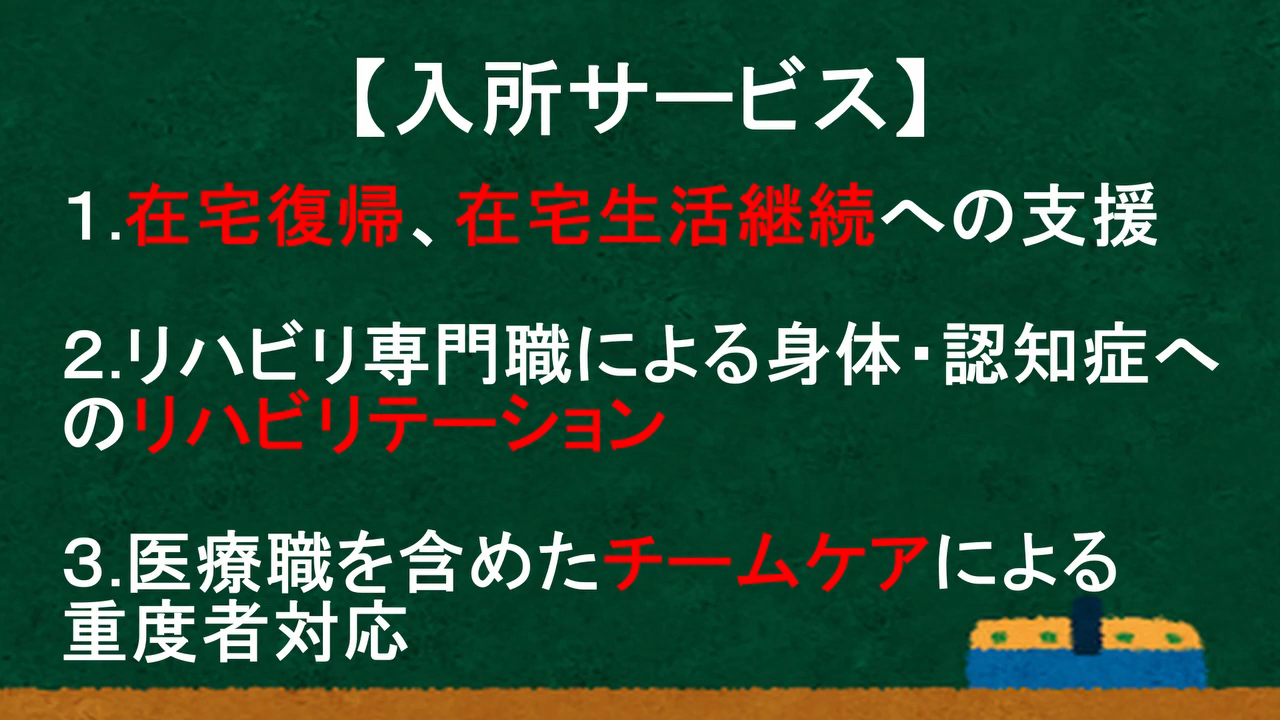 【入所サービス】
１.在宅復帰、在宅生活継続への支援
２.リハビリ専門職による身体・認知症へ
のリハビリテーション
３.医療職を含めたチームケアによる
重度者対応